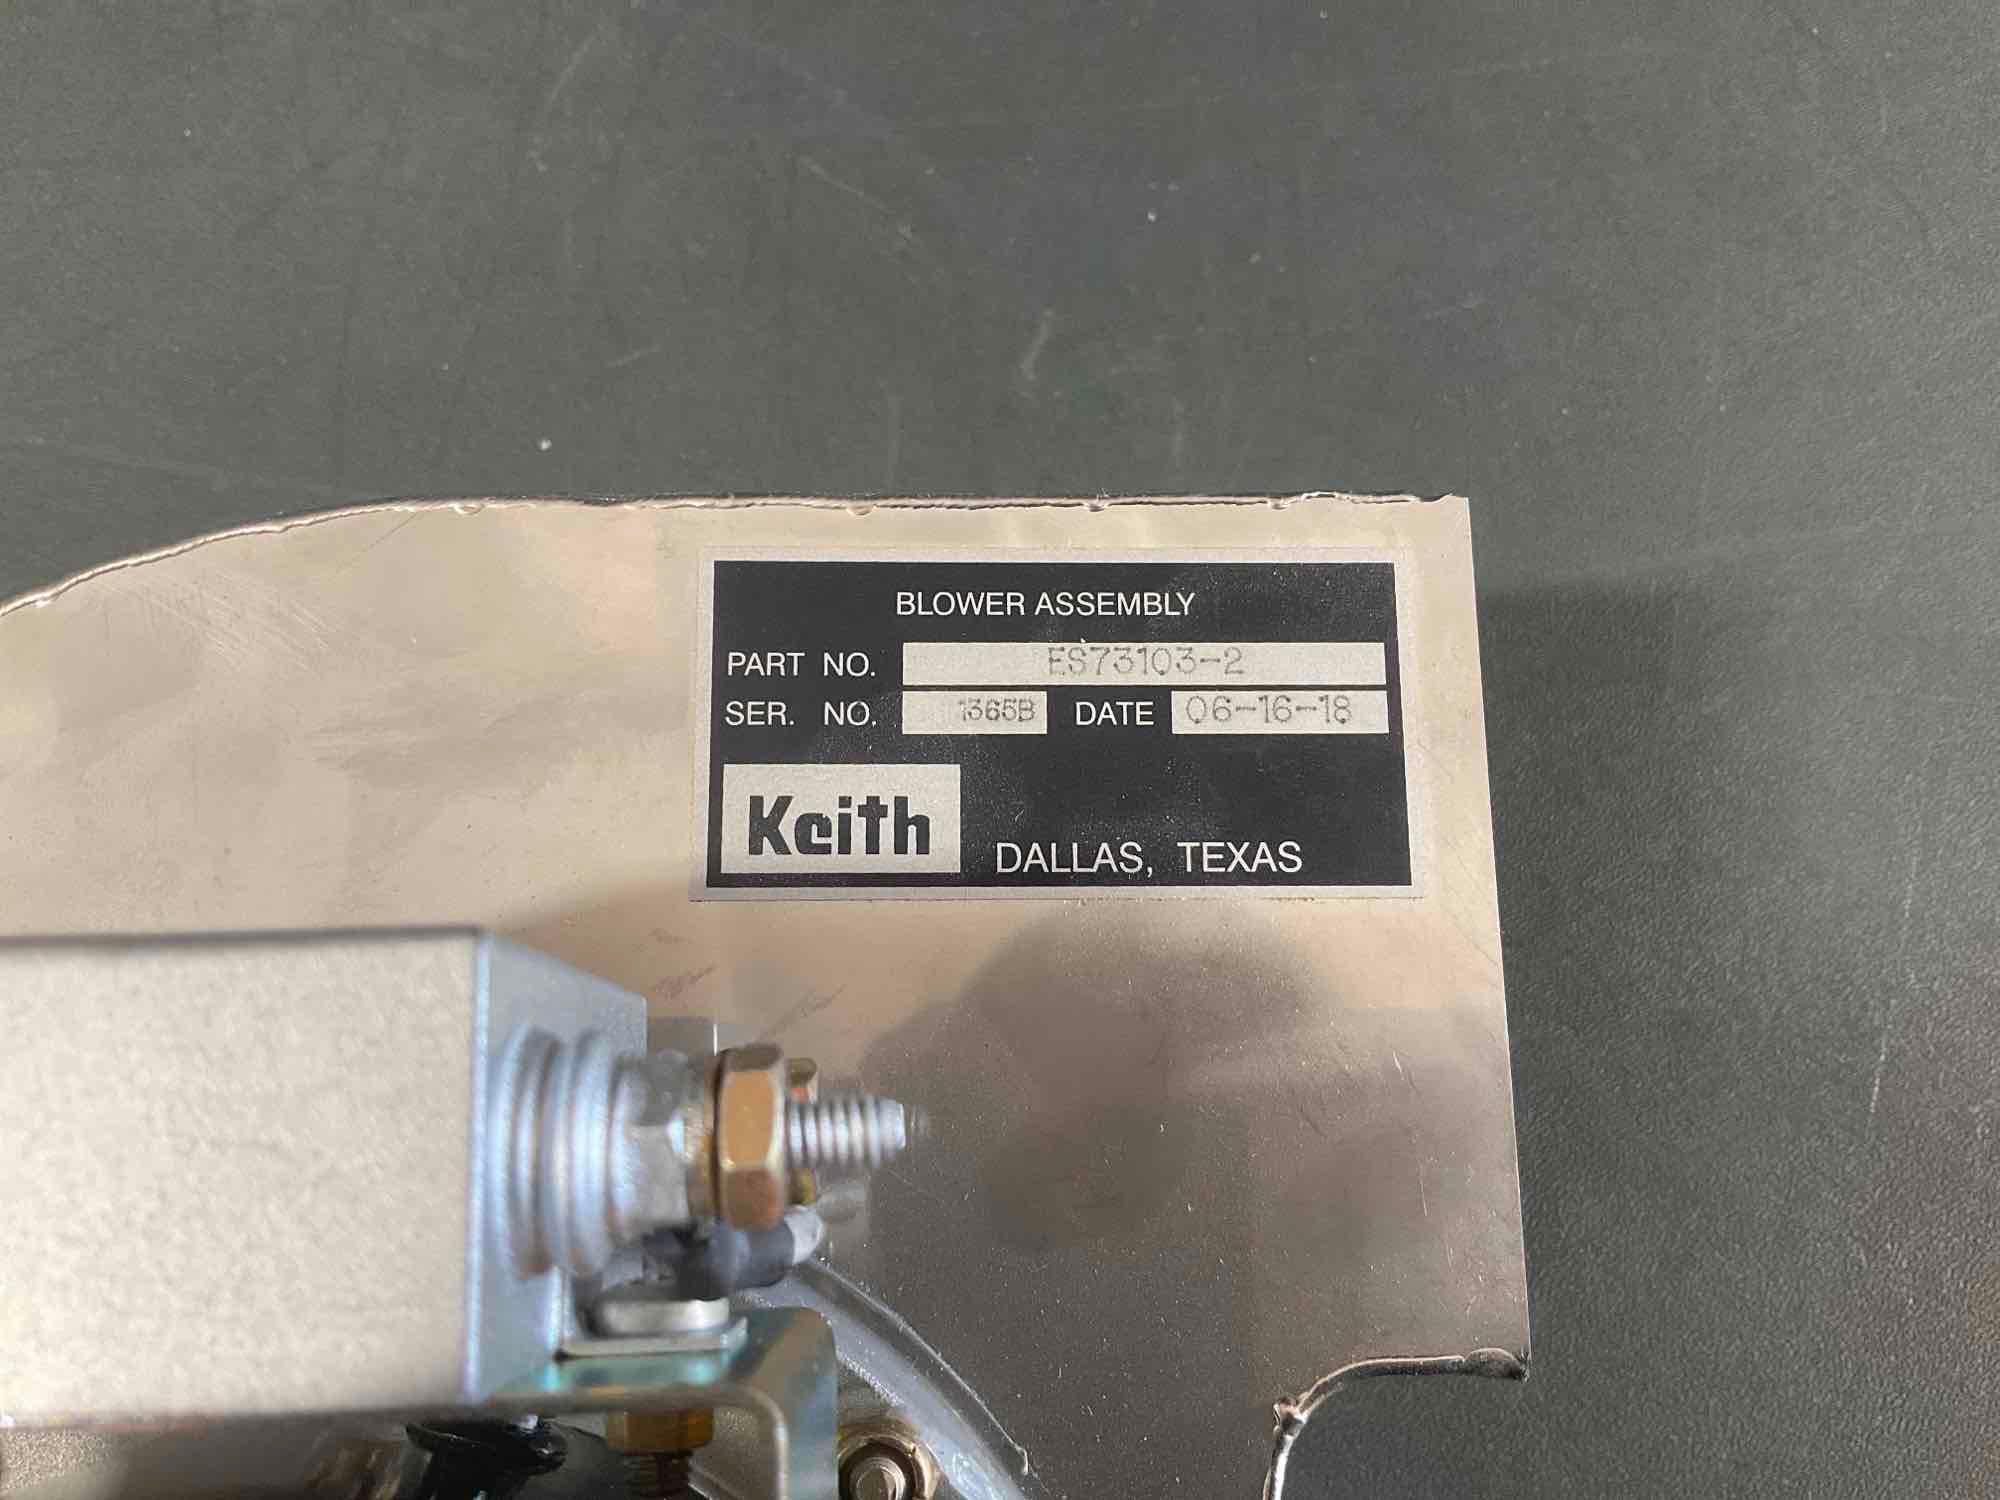 BLOWER ASSEMBLY
PART NO. ES73103-2
SER. NO. 1365B DATE 06-16-18
Keith DALLAS, TEXAS